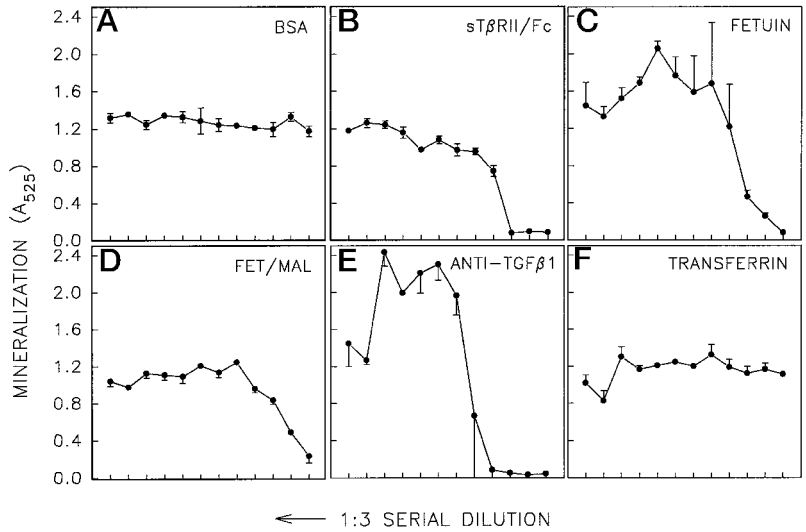 A
BSA
B
sTβRII/Fc
C
FETUIN
2.4
2.0
1.6
1.2
0.8
0.4
0.0
D
FET/MAL
E
ANTI−TGFβ1
F
TRANSFERRIN
2.4
2.0
1.6
1.2
0.8
0.4
0.0
MINERALIZATION (A525)
← 1:3 SERIAL DILUTION